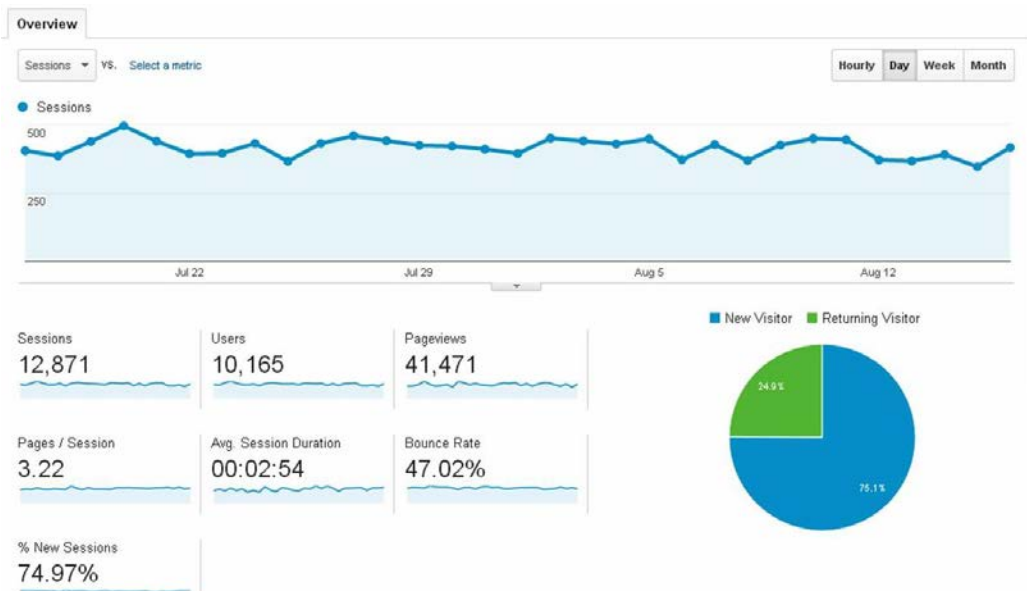 Overview
Sessions VS. Select a metric
Hourly Day Week Month
Sessions
500
250
Jul 22 Jul 29 Aug 5 Aug 12
New Visitor Returning Visitor
Sessions Users Pageviews
12,871 10,165 41,471
24.9%
75.1%
Pages / Session Avg. Session Duration Bounce Rate
3.22 00:02:54 47.02%
% New Sessions
74.97%